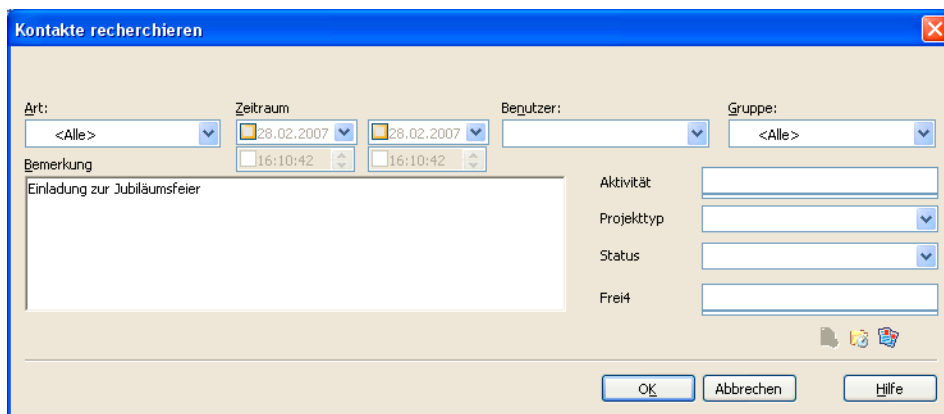 Kontakte recherchieren
Art: Zeitraum Benutzer: Gruppe:
<Alle> 28.02.2007 28.02.2007 <Alle>
16:10:42 16:10:42
Bemerkung
Einladung zur Jubiläumsfeier
Aktivität
Projekttyp
Status
Frei4
OK Abbrechen Hilfe